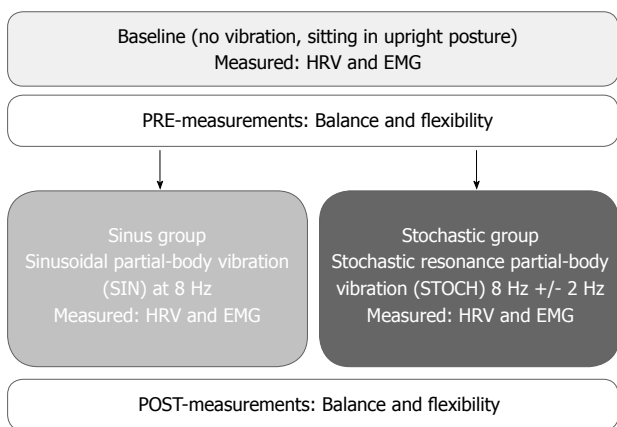 Baseline (no vibration, sitting in upright posture)
Measured: HRV and EMG
PRE-measurements: Balance and flexibility
Sinus group
Sinusoidal partial-body vibration
(SIN) at 8 Hz
Measured: HRV and EMG
Stochastic group
Stochastic resonance partial-body
vibration (STOCH) 8 Hz +/- 2 Hz
Measured: HRV and EMG
POST-measurements: Balance and flexibility